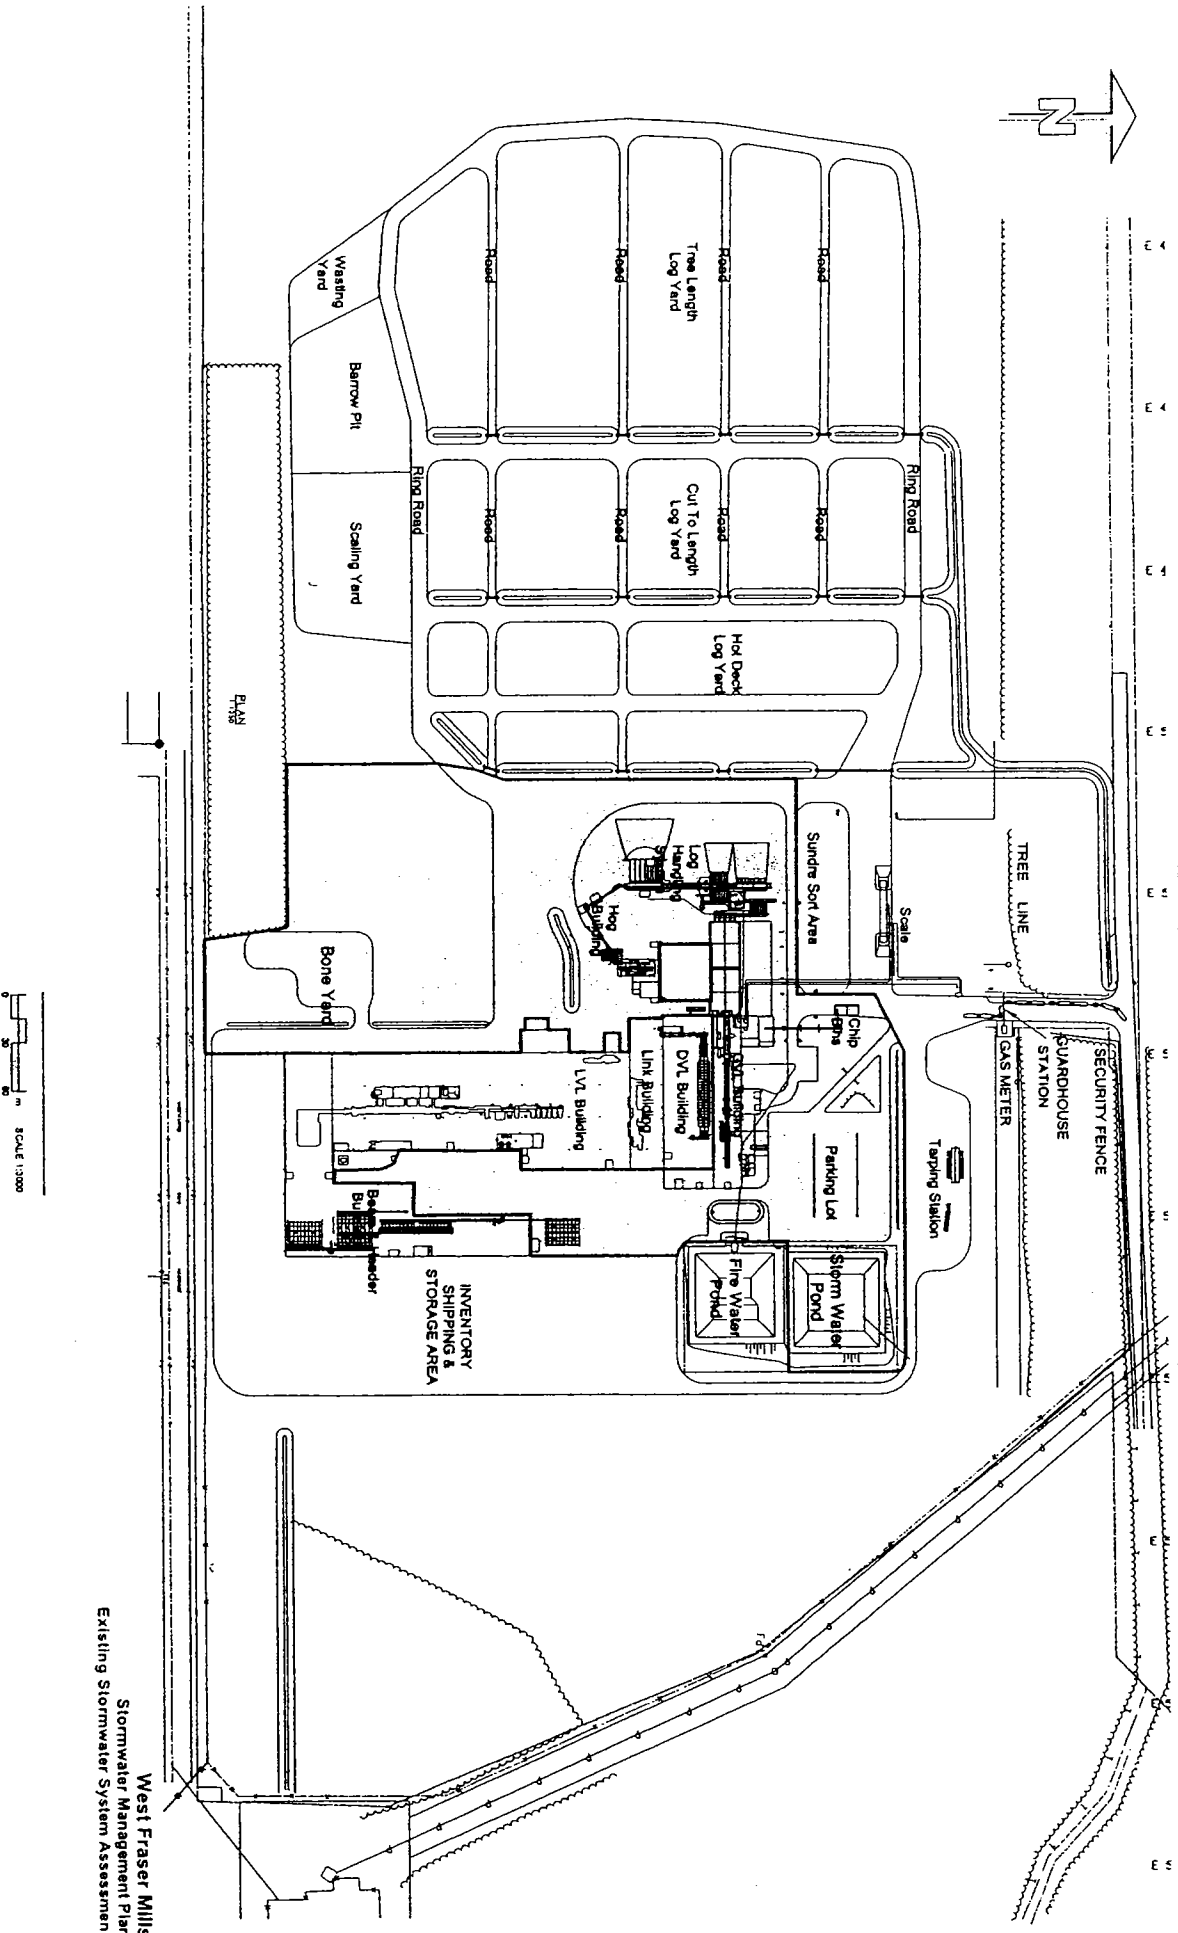 N
Wasting
Yard
Barrow Pit
Scaling Yard
Ring Road
Road
Road
Road
Road
Tree Length
Log Yard
Road
Road
Road
Road
Cut To Length
Log Yard
Ring Road
Hot Deck
Log Yard
PLAN
Sundre Sort Area
Scale
TREE LINE
Log
Handling
Hog
Building
Bone Yard
Chip
Bins
GUARDHOUSE
STATION
GAS METER
SECURITY FENCE
LVL Building
Link Building
DVL Building
Building
Parking Lot
Tarping Station
Header
Fire Water
Pond
Storm Water
Pond
INVENTORY
SHIPPING &
STORAGE AREA
0
m
SCALE 1:3000
West Fraser Mills
Stormwater Management Plan
Existing Stormwater System Assessmen